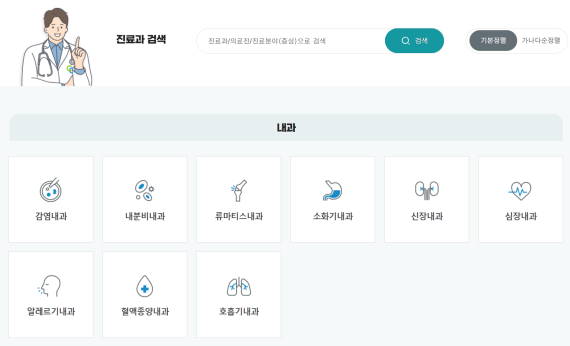 진료과 검색
진료과/의료진/진료분야(증상)으로 검색
검색
기본정렬
가나다순정렬
내과
감염내과
내분비내과
류마티스내과
소화기내과
신장내과
심장내과
알레르기내과
혈액종양내과
호흡기내과